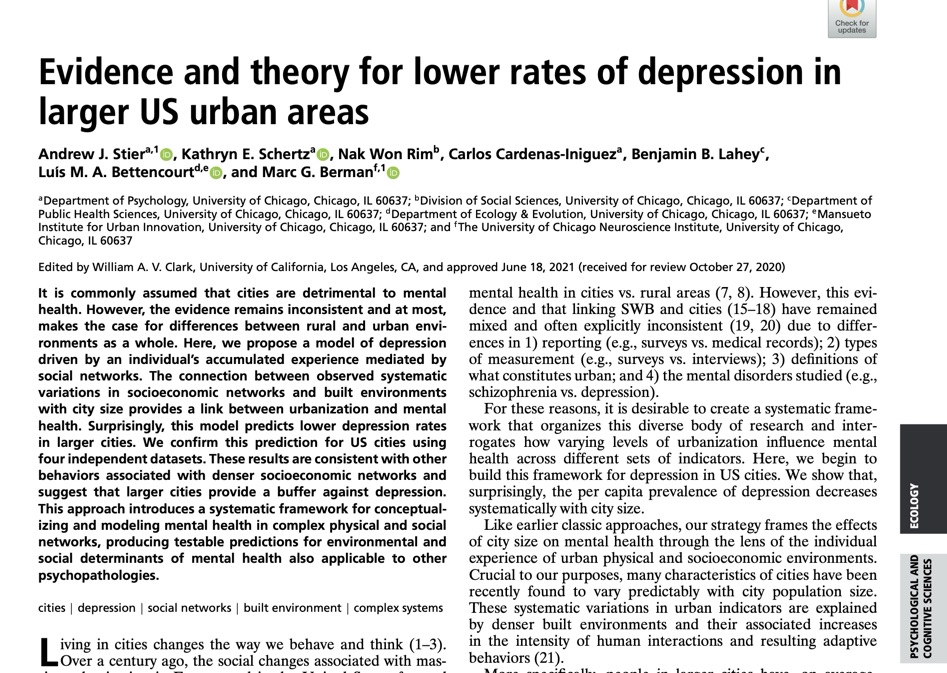 Check for
updates
Evidence and theory for lower rates of depression in
larger US urban areas
Andrew J. Stier a,1 iD, Kathryn E. Schertz a iD, Nak Won Rim b, Carlos Cardenas-Iniguez a, Benjamin B. Lahey c,
Luís M. A. Bettencourt d,e iD, and Marc G. Berman f,1 iD
a Department of Psychology, University of Chicago, Chicago, IL 60637; b Division of Social Sciences, University of Chicago, Chicago, IL 60637; c Department of
Public Health Sciences, University of Chicago, Chicago, IL 60637; d Department of Ecology & Evolution, University of Chicago, Chicago, IL 60637; e Mansueto
Institute for Urban Innovation, University of Chicago, Chicago, IL 60637; and f The University of Chicago Neuroscience Institute, University of Chicago,
Chicago, IL 60637
Edited by William A. V. Clark, University of California, Los Angeles, CA, and approved June 18, 2021 (received for review October 27, 2020)
It is commonly assumed that cities are detrimental to mental
health. However, the evidence remains inconsistent and at most,
makes the case for differences between rural and urban envi-
ronments as a whole. Here, we propose a model of depression
driven by an individual's accumulated experience mediated by
social networks. The connection between observed systematic
variations in socioeconomic networks and built environments
with city size provides a link between urbanization and mental
health. Surprisingly, this model predicts lower depression rates
in larger cities. We confirm this prediction for US cities using
four independent datasets. These results are consistent with other
behaviors associated with denser socioeconomic networks and
suggest that larger cities provide a buffer against depression.
This approach introduces a systematic framework for conceptual-
izing and modeling mental health in complex physical and social
networks, producing testable predictions for environmental and
social determinants of mental health also applicable to other
psychopathologies.
cities | depression | social networks | built environment | complex systems
Living in cities changes the way we behave and think (1–3).
Over a century ago, the social changes associated with mas-
mental health in cities vs. rural areas (7, 8). However, this evi-
dence and that linking SWB and cities (15–18) have remained
mixed and often explicitly inconsistent (19, 20) due to differ-
ences in 1) reporting (e.g., surveys vs. medical records); 2) types
of measurement (e.g., surveys vs. interviews); 3) definitions of
what constitutes urban; and 4) the mental disorders studied (e.g.,
schizophrenia vs. depression).
For these reasons, it is desirable to create a systematic frame-
work that organizes this diverse body of research and inter-
rogates how varying levels of urbanization influence mental
health across different sets of indicators. Here, we begin to
build this framework for depression in US cities. We show that,
surprisingly, the per capita prevalence of depression decreases
systematically with city size.
Like earlier classic approaches, our strategy frames the effects
of city size on mental health through the lens of the individual
experience of urban physical and socioeconomic environments.
Crucial to our purposes, many characteristics of cities have been
recently found to vary predictably with city population size.
These systematic variations in urban indicators are explained
by denser built environments and their associated increases
in the intensity of human interactions and resulting adaptive
behaviors (21).
ECOLOGY
PSYCHOLOGICAL AND
COGNITIVE SCIENCES